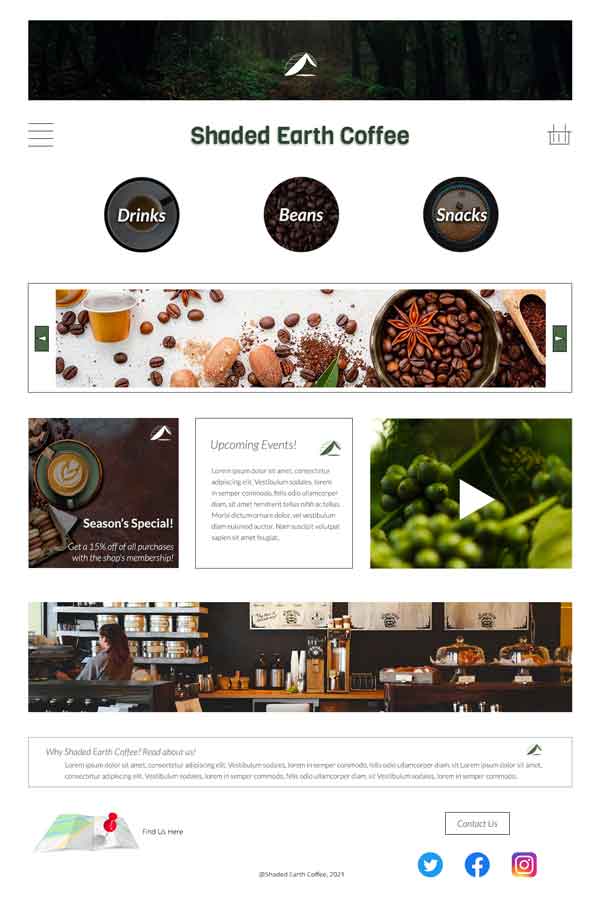 Shaded Earth Coffee
Drinks
Beans
Snacks
Season's Special!
Get a 15% off of all purchases
with the shop's membership!
Upcoming Events!
Lorem ipsum dolor sit amet, consectetur
adipiscing elit. Vestibulum sodales, lorem
in semper commodo, felis odio ullamcorper
diam, sit amet hendrerit enim nibh ac tellus.
Morbi dictum ornare dolor, vel vestibulum
diam euismod auctor. Nam suscipit volutpat
sapien sit amet feugiat.
Why Shaded Earth Coffee? Read about us!
Lorem ipsum dolor sit amet, consectetur adipiscing elit. Vestibulum sodales, lorem in semper commodo, felis odio ullamcorper diam, sit Lorem ipsum dolor sit amet,
consectetur adipiscing elit. Vestibulum sodales, lorem in semper commodo, felis odio ullamcorper diam, sit Vestibulum sodales, lorem in semper commodo.
Find Us Here
Contact Us
@Shaded Earth Coffee, 2021